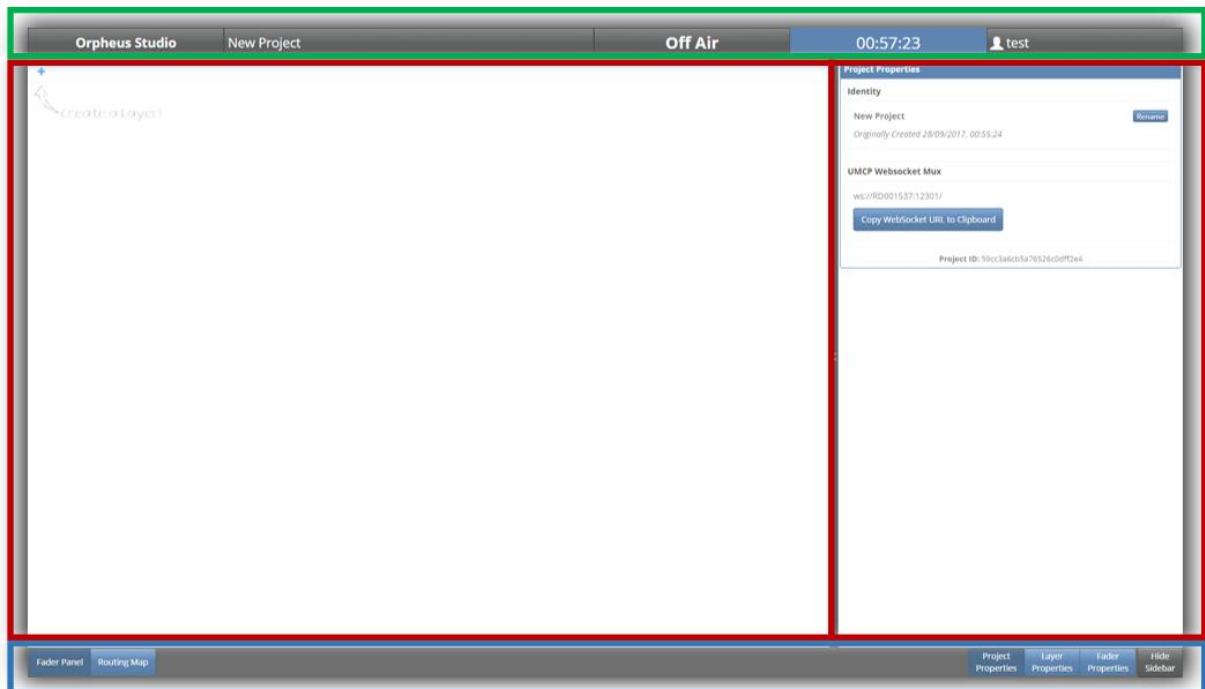 Orpheus Studio New Project Off Air 00:57:23 test
+
Create a Layer!
Project Properties
Identity
New Project Rename
Originally Created 28/09/2017, 00:55:24
UMCP Websocket Mux
ws://RD001537:12301/
Copy WebSocket URL to Clipboard
Project ID: 59cc3a6cb5a76526c0dff2e4
Fader Panel Routing Map Project Properties Layer Properties Fader Properties Hide Sidebar